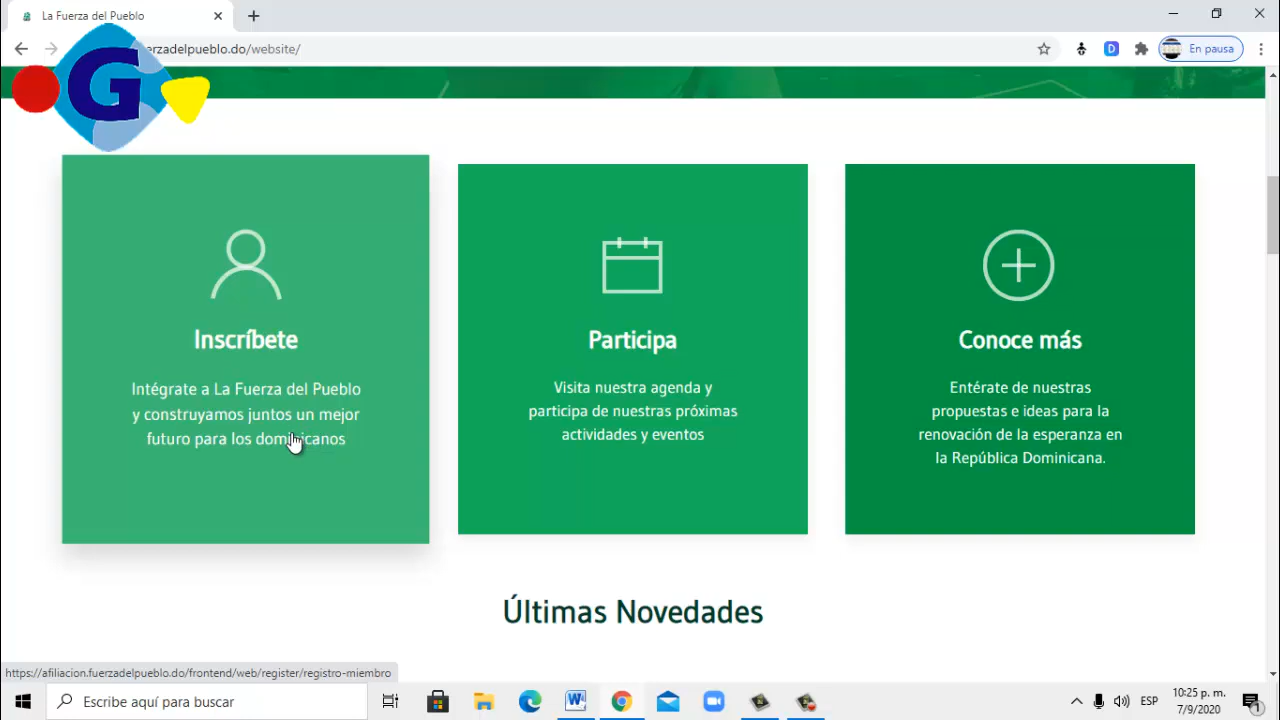 La Fuerza del Pueblo
erzadelpueblo.do/website/
D
En pausa
G
Inscríbete
Intégrate a La Fuerza del Pueblo
y construyamos juntos un mejor
futuro para los dominicanos
Participa
Visita nuestra agenda y
participa de nuestras próximas
actividades y eventos
Conoce más
Entérate de nuestras
propuestas e ideas para la
renovación de la esperanza en
la República Dominicana.
Últimas Novedades
https://afiliacion.fuerzadelpueblo.do/frontend/web/register/registro-miembro
Escribe aquí para buscar
W
ESP
10:25 p. m.
7/9/2020
1